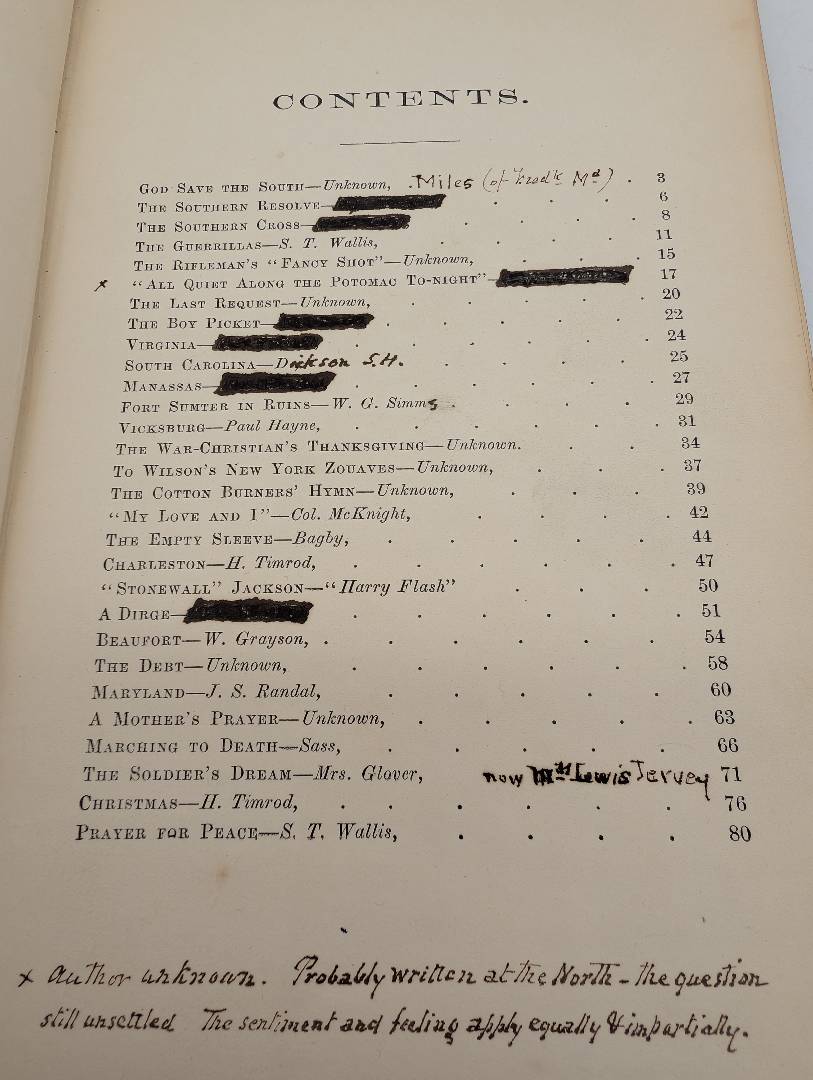 CONTENTS.
GOD SAVE THE SOUTH—Unknown, . Miles (of Fred'k Md) . 3
THE SOUTHERN RESOLVE— . . . 6
THE SOUTHERN CROSS— . . . . 8
THE GUERRILLAS—S. T. Wallis, . . . . 11
THE RIFLEMAN'S "FANCY SHOT"—Unknown, . . . . 15
x "ALL QUIET ALONG THE POTOMAC TO-NIGHT"— 17
THE LAST REQUEST—Unknown, . . . . . 20
THE BOY PICKET— . . . . . 22
VIRGINIA— . . . . . . 24
SOUTH CAROLINA—Dickson S.H. . . . . 25
MANASSAS— . . . . . . 27
FORT SUMTER IN RUINS—W. G. Simms . . . . 29
VICKSBURG—Paul Hayne, . . . . . . 31
THE WAR-CHRISTIAN'S THANKSGIVING—Unknown. . . 34
TO WILSON'S NEW YORK ZOUAVES—Unknown, . . . 37
THE COTTON BURNERS' HYMN—Unknown, . . . 39
"MY LOVE AND I"—Col. McKnight, . . . . 42
THE EMPTY SLEEVE—Bagby, . . . . . 44
CHARLESTON—H. Timrod, . . . . . . 47
"STONEWALL" JACKSON—"Harry Flash" . . . 50
A DIRGE— . . . . . . 51
BEAUFORT—W. Grayson, . . . . . . 54
THE DEBT—Unknown, . . . . . . 58
MARYLAND—J. S. Randal, . . . . . 60
A MOTHER'S PRAYER—Unknown, . . . . . 63
MARCHING TO DEATH—Sass, . . . . . 66
THE SOLDIER'S DREAM—Mrs. Glover, now Mrs Lewis Jervey 71
CHRISTMAS—H. Timrod, . . . . . . 76
PRAYER FOR PEACE—S. T. Wallis, . . . . 80
x Author unknown. Probably written at the North - the question
still unsettled The sentiment and feeling apply equally & impartially.